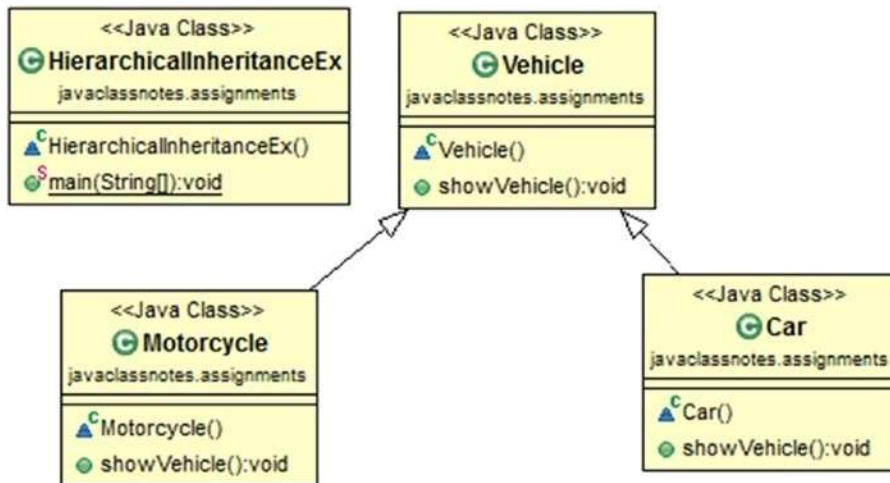 <<Java Class>>
HierarchicalInheritanceEx
javaclassnotes.assignments
HierarchicalInheritanceEx()
main(String[]):void
<<Java Class>>
Vehicle
javaclassnotes.assignments
Vehicle()
showVehicle():void
<<Java Class>>
Motorcycle
javaclassnotes.assignments
Motorcycle()
showVehicle():void
<<Java Class>>
Car
javaclassnotes.assignments
Car()
showVehicle():void